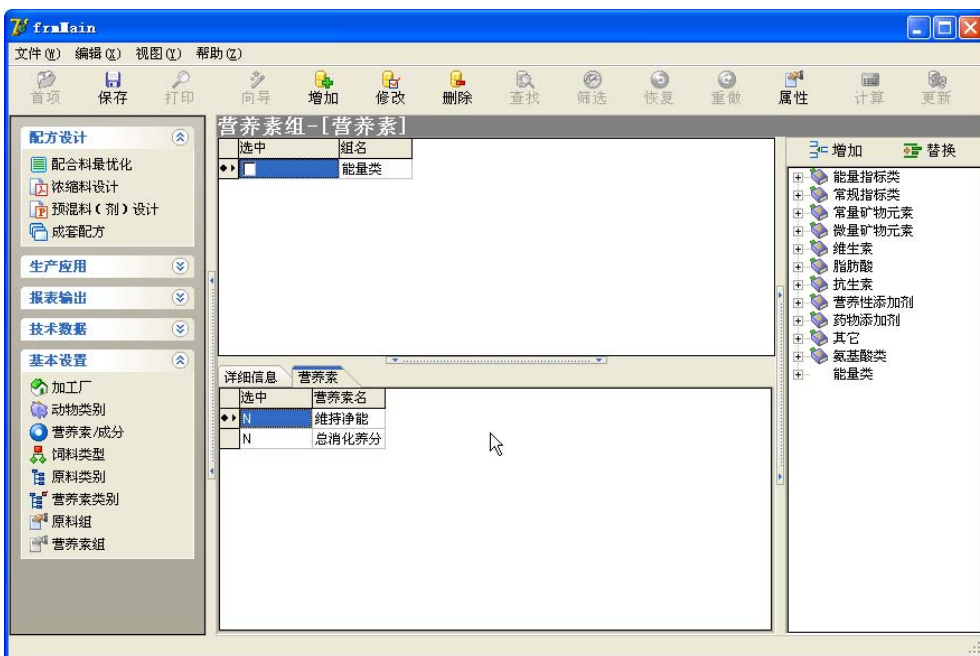 frmMain
文件(W) 编辑(X) 视图(Y) 帮助(Z)
首项 保存 打印 向导 增加 修改 删除 查找 筛选 恢复 重做 属性 计算 更新
配方设计
配合料最优化
浓缩料设计
预混料(剂)设计
成套配方
生产应用
报表输出
技术数据
基本设置
加工厂
动物类别
营养素/成分
饲料类型
原料类别
营养素类别
原料组
营养素组
营养素组-[营养素]
选中 组名
能量类
详细信息 营养素
选中 营养素名
N 维持净能
N 总消化养分
增加 替换
能量指标类
常规指标类
常量矿物元素
微量矿物元素
维生素
脂肪酸
抗生素
营养性添加剂
药物添加剂
其它
氨基酸类
能量类